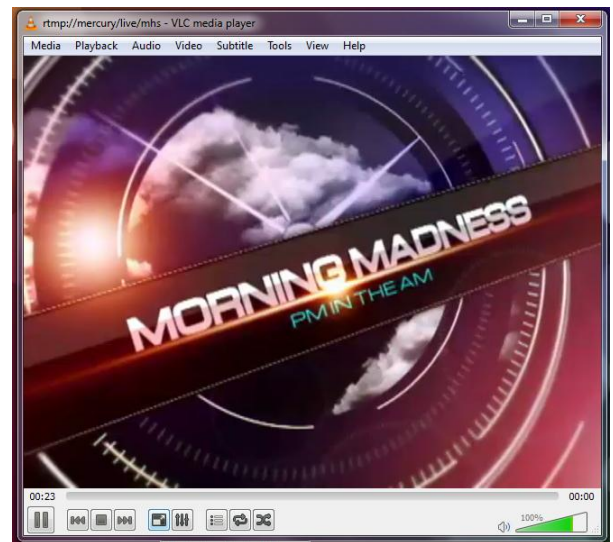 rtmp://mercury/live/mhs - VLC media player
Media Playback Audio Video Subtitle Tools View Help
MORNING MADNESS
PM IN THE AM
00:23 00:00
100%